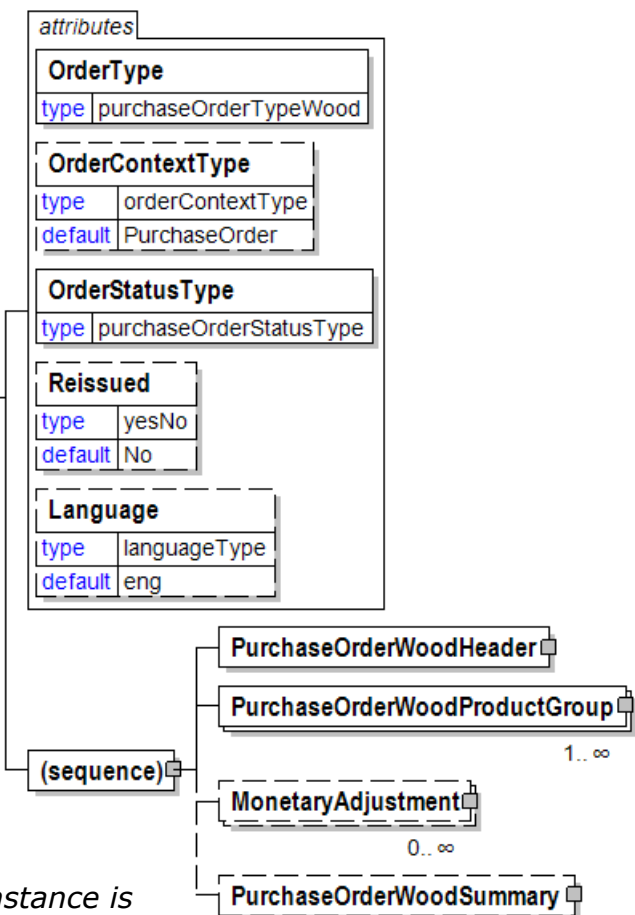 attributes
OrderType
type purchaseOrderTypeWood
OrderContextType
type orderContextType
default PurchaseOrder
OrderStatusType
type purchaseOrderStatusType
Reissued
type yesNo
default No
Language
type languageType
default eng
PurchaseOrderWoodHeader
PurchaseOrderWoodProductGroup
1.. ∞
(sequence)
MonetaryAdjustment
0.. ∞
PurchaseOrderWoodSummary
is